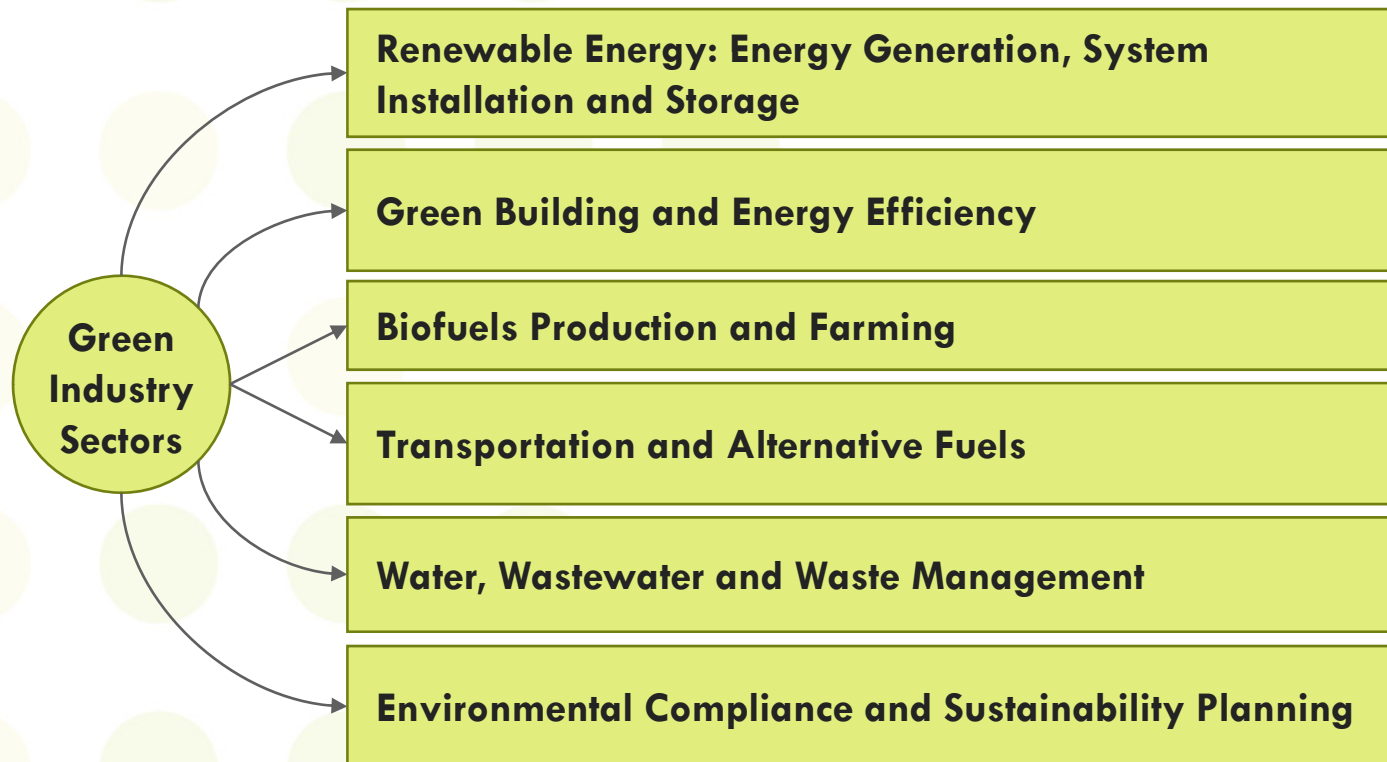 Green
Industry
Sectors
Renewable Energy: Energy Generation, System
Installation and Storage
Green Building and Energy Efficiency
Biofuels Production and Farming
Transportation and Alternative Fuels
Water, Wastewater and Waste Management
Environmental Compliance and Sustainability Planning